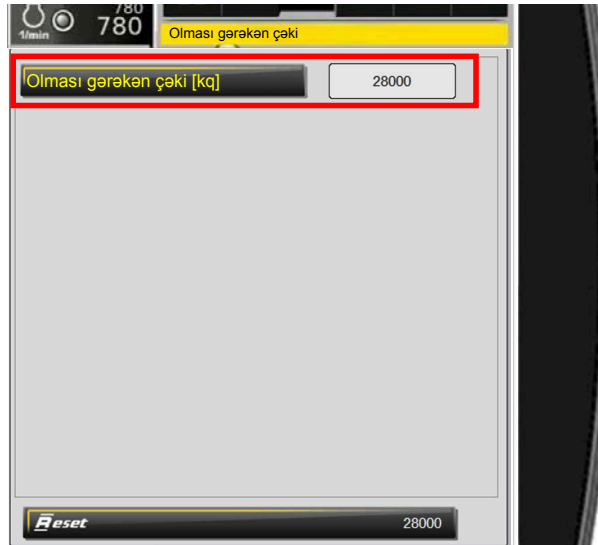 780
1/min 780
Olması gərəkən çəki
Olması gərəkən çəki [kq] 28000
Reset 28000